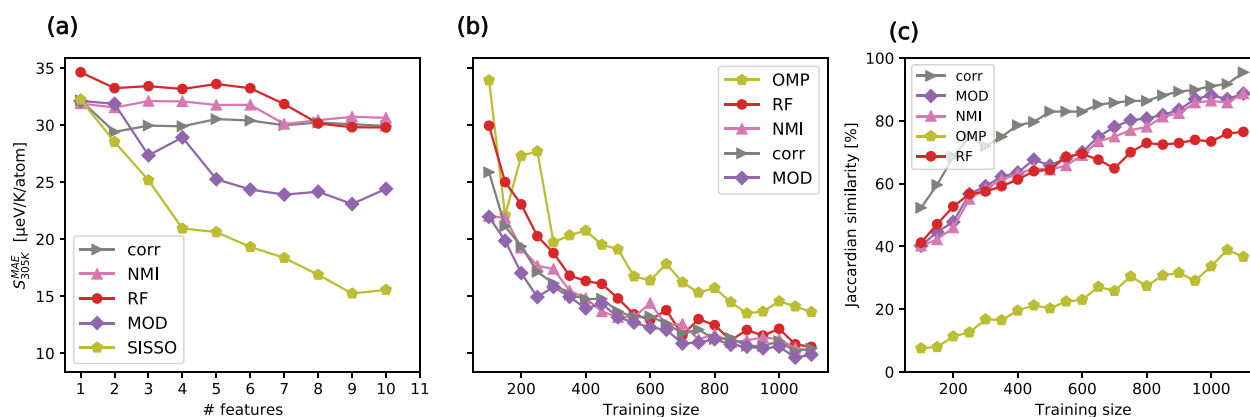 (a)
S_{305K}^{MAE} [μeV/K/atom]
35
30
25
20
15
10
corr
NMI
RF
MOD
SISSO
1 2 3 4 5 6 7 8 9 10 11
# features
(b)
OMP
RF
NMI
corr
MOD
200 400 600 800 1000
Training size
(c)
Jaccardian similarity [%]
100
80
60
40
20
0
corr
MOD
NMI
OMP
RF
200 400 600 800 1000
Training size